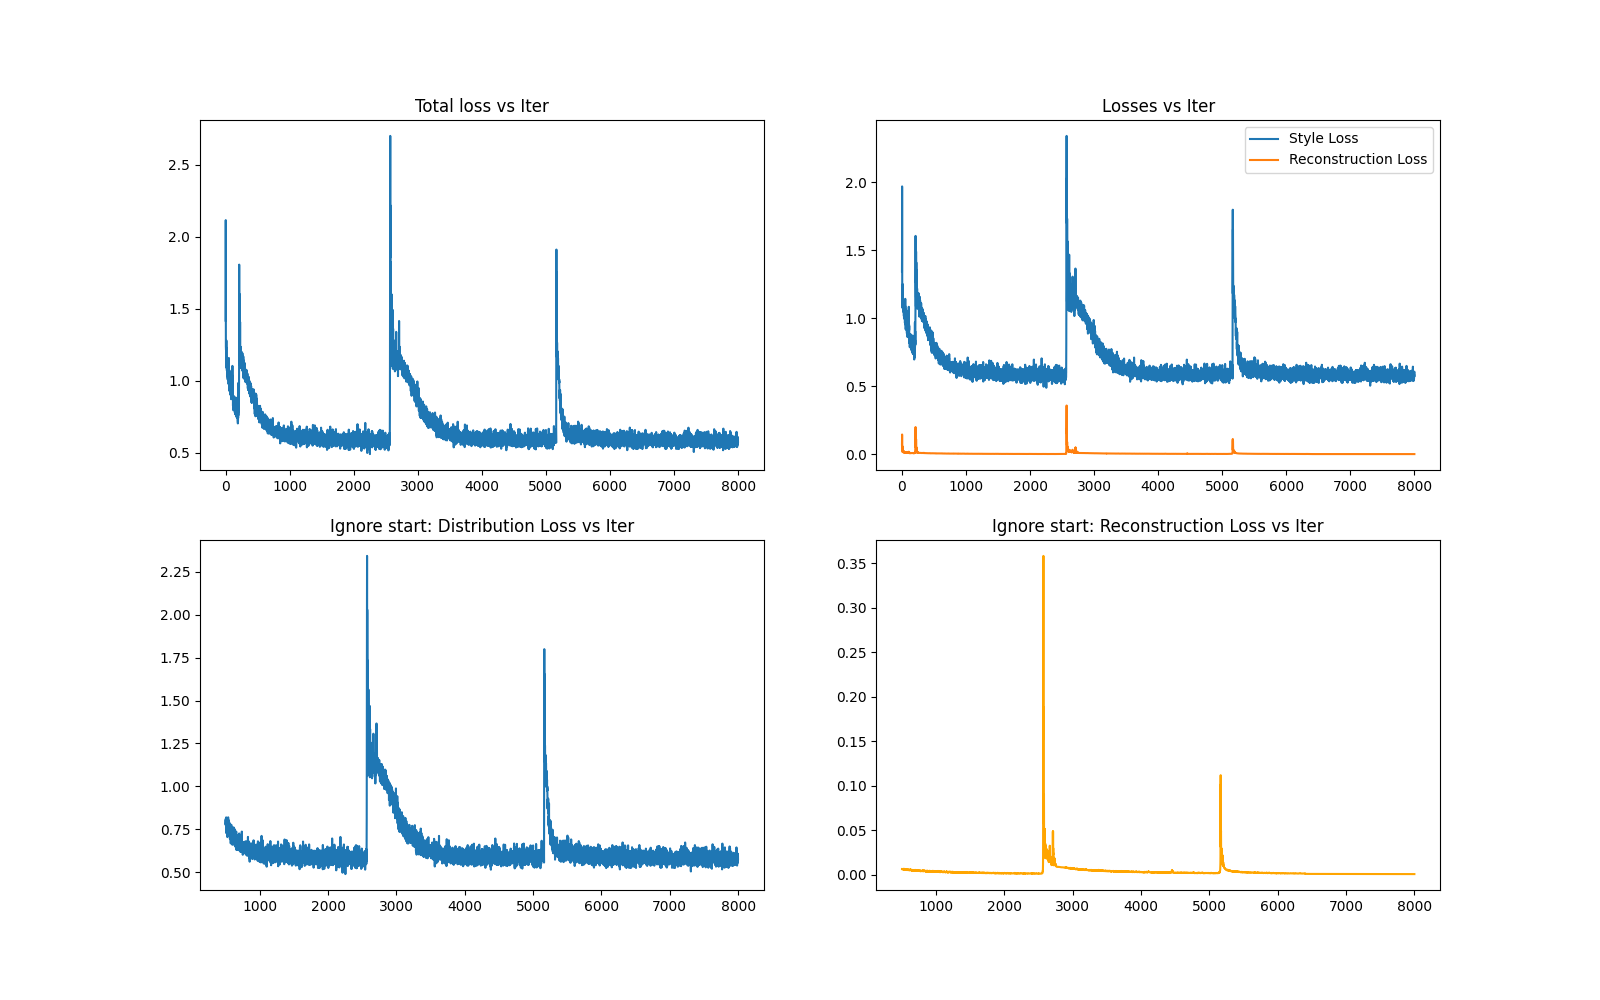 Total loss vs Iter
2.5
2.0
1.5
1.0
0.5
0 1000 2000 3000 4000 5000 6000 7000 8000
Losses vs Iter
Style Loss
Reconstruction Loss
2.0
1.5
1.0
0.5
0.0
0 1000 2000 3000 4000 5000 6000 7000 8000
Ignore start: Distribution Loss vs Iter
2.25
2.00
1.75
1.50
1.25
1.00
0.75
0.50
1000 2000 3000 4000 5000 6000 7000 8000
Ignore start: Reconstruction Loss vs Iter
0.35
0.30
0.25
0.20
0.15
0.10
0.05
0.00
1000 2000 3000 4000 5000 6000 7000 8000